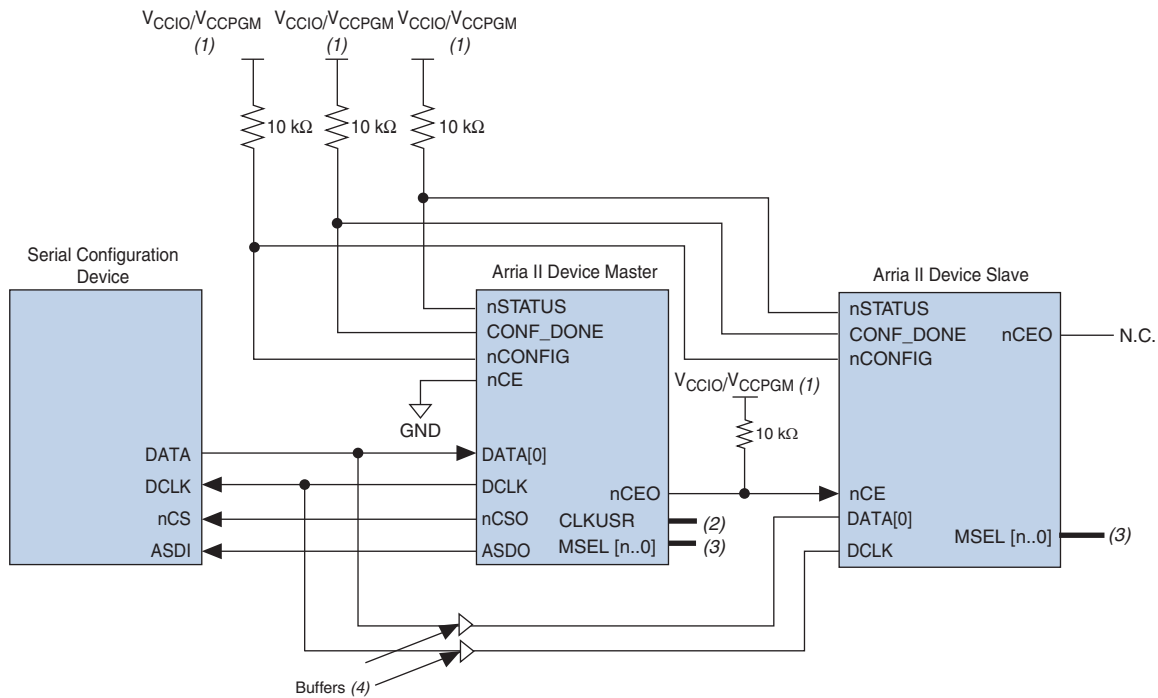 VCCIO/VCCPGM
(1)
VCCIO/VCCPGM
(1)
VCCIO/VCCPGM
(1)
10 kΩ
10 kΩ
10 kΩ
Serial Configuration
Device
DATA
DCLK
nCS
ASDI
Arria II Device Master
nSTATUS
CONF_DONE
nCONFIG
nCE
GND
DATA[0]
DCLK
nCSO
ASDO
nCEO
CLKUSR
(2)
MSEL [n..0]
(3)
VCCIO/VCCPGM (1)
10 kΩ
Arria II Device Slave
nSTATUS
CONF_DONE
nCONFIG
nCEO
N.C.
nCE
DATA[0]
DCLK
MSEL [n..0]
(3)
Buffers (4)